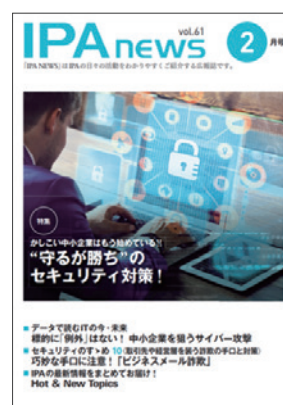 IPA NEWS
vol.61
2 月号
「IPA NEWS」はIPAの日々の活動をわかりやすくご紹介する広報誌です。
特集
かしこい中小企業はもう始めている?!
“守るが勝ち”の
セキュリティ対策!
■ データで読むITの今・未来
標的に「例外」はない! 中小企業を狙うサイバー攻撃
■ セキュリティのすゝめ 10(取引先や経営層を装う詐欺の手口と対策)
巧妙な手口に注意!「ビジネスメール詐欺」
■ IPAの最新情報をまとめてお届け!
Hot & New Topics